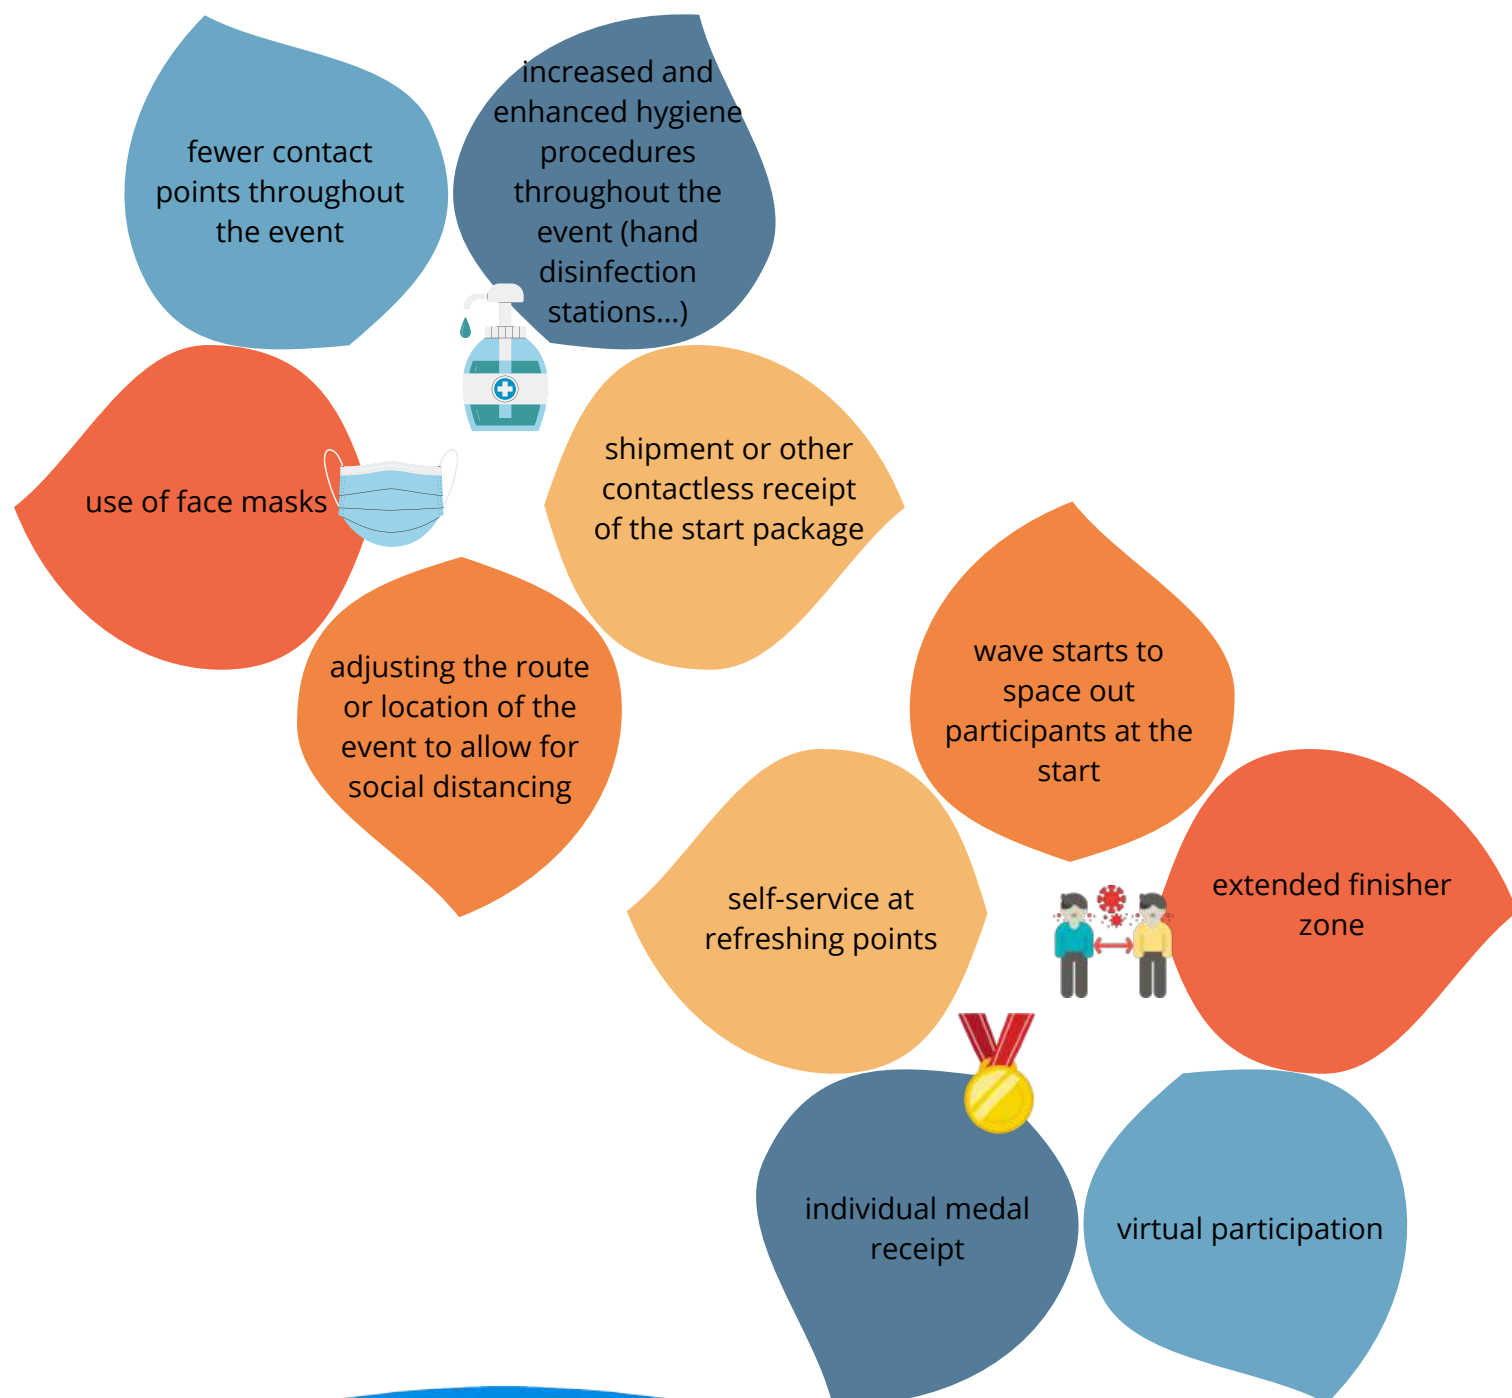 fewer contact
points throughout
the event
increased and
enhanced hygiene
procedures
throughout the
event (hand
disinfection
stations...)
use of face masks
shipment or other
contactless receipt
of the start package
adjusting the route
or location of the
event to allow for
social distancing
wave starts to
space out
participants at the
start
self-service at
refreshing points
extended finisher
zone
individual medal
receipt
virtual participation